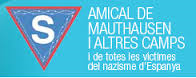 S
AMICAL DE
MAUTHAUSEN
I ALTRES CAMPS
I de totes les víctimes
del nazisme d'Espanya